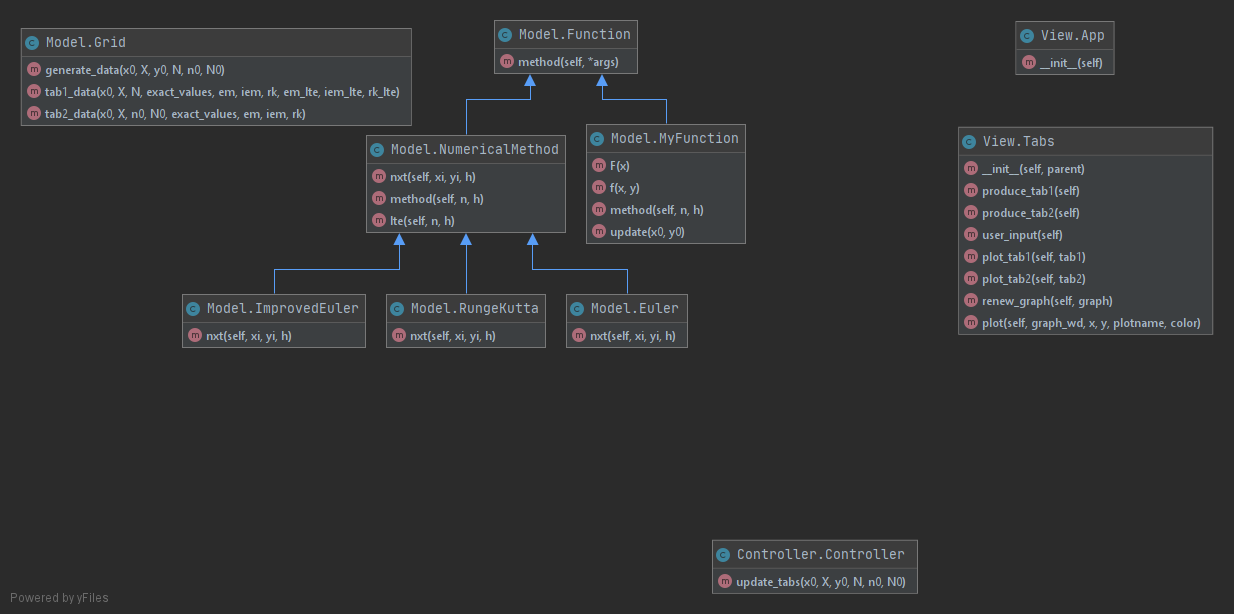 Model.Grid
generate_data(x0, X, y0, N, n0, N0)
tab1_data(x0, X, N, exact_values, em, iem, rk, em_lte, iem_lte, rk_lte)
tab2_data(x0, X, n0, N0, exact_values, em, iem, rk)
Model.Function
method(self, *args)
View.App
__init__(self)
Model.NumericalMethod
nxt(self, xi, yi, h)
method(self, n, h)
lte(self, n, h)
Model.MyFunction
F(x)
f(x, y)
method(self, n, h)
update(x0, y0)
View.Tabs
__init__(self, parent)
produce_tab1(self)
produce_tab2(self)
user_input(self)
plot_tab1(self, tab1)
plot_tab2(self, tab2)
renew_graph(self, graph)
plot(self, graph_wd, x, y, plotname, color)
Model.ImprovedEuler
nxt(self, xi, yi, h)
Model.RungeKutta
nxt(self, xi, yi, h)
Model.Euler
nxt(self, xi, yi, h)
Controller.Controller
update_tabs(x0, X, y0, N, n0, N0)
Powered by yFiles